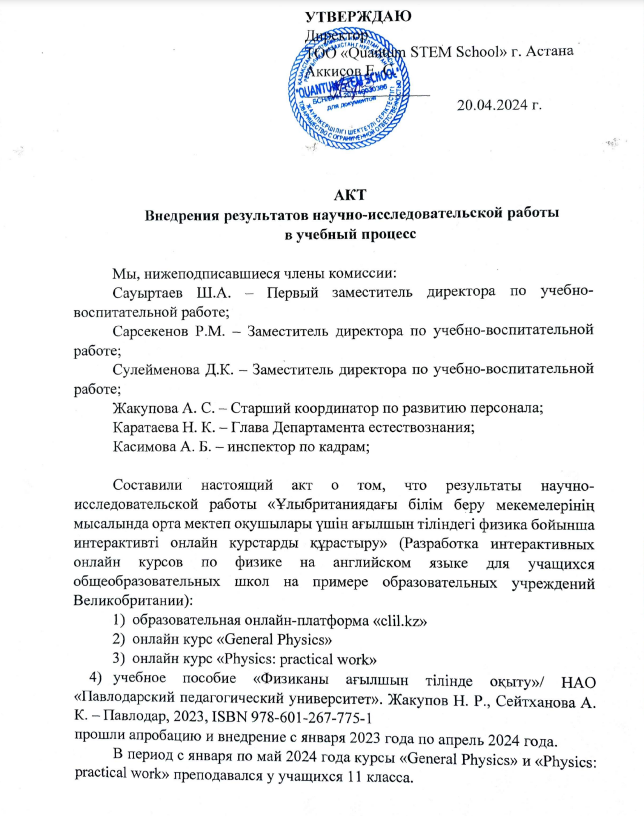 УТВЕРЖДАЮ
Директор
ТОО «Quantum STEM School» г. Астана
Аккисов Е.
"QUANTUM STEM SCHOOL"
для документов
20.04.2024 г.
АКТ
Внедрения результатов научно-исследовательской работы
в учебный процесс
Мы, нижеподписавшиеся члены комиссии:
Сауыртаев Ш.А. – Первый заместитель директора по учебно-
воспитательной работе;
Сарсекенов Р.М. – Заместитель директора по учебно-воспитательной
работе;
Сулейменова Д.К. – Заместитель директора по учебно-воспитательной
работе;
Жакупова А. С. – Старший координатор по развитию персонала;
Каратаева Н. К. – Глава Департамента естествознания;
Касимова А. Б. – инспектор по кадрам;
Составили настоящий акт о том, что результаты научно-
исследовательской работы «Ұлыбританиядағы білім беру мекемелерінің
мысалында орта мектеп оқушылары үшін ағылшын тіліндегі физика бойынша
интерактивті онлайн курстарды құрастыру» (Разработка интерактивных
онлайн курсов по физике на английском языке для учащихся
общеобразовательных школ на примере образовательных учреждений
Великобритании):
1) образовательная онлайн-платформа «clil.kz»
2) онлайн курс «General Physics»
3) онлайн курс «Physics: practical work»
4) учебное пособие «Физиканы ағылшын тілінде оқыту»/ НАО
«Павлодарский педагогический университет». Жакупов Н. Р., Сейтханова А.
К. – Павлодар, 2023, ISBN 978-601-267-775-1
прошли апробацию и внедрение с января 2023 года по апрель 2024 года.
В период с января по май 2024 года курсы «General Physics» и «Physics:
practical work» преподавался у учащихся 11 класса.